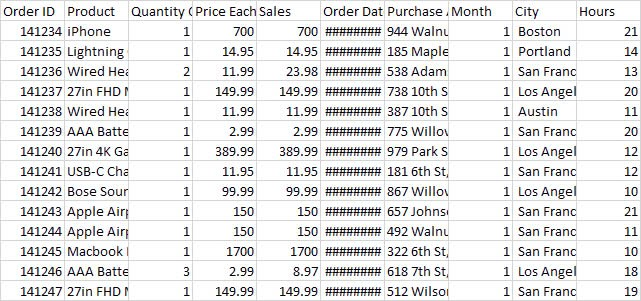 Order ID Product Quantity O Price Each Sales Order Dat Purchase A Month City Hours
141234 iPhone 1 700 700 ######## 944 Walnu 1 Boston 21
141235 Lightning 1 14.95 14.95 ######## 185 Maple 1 Portland 14
141236 Wired Hea 2 11.99 23.98 ######## 538 Adam 1 San Franc 13
141237 27in FHD M 1 149.99 149.99 ######## 738 10th S 1 Los Angel 20
141238 Wired Hea 1 11.99 11.99 ######## 387 10th S 1 Austin 11
141239 AAA Batte 1 2.99 2.99 ######## 775 Willov 1 San Franc 20
141240 27in 4K Ga 1 389.99 389.99 ######## 979 Park S 1 Los Angel 12
141241 USB-C Cha 1 11.95 11.95 ######## 181 6th St, 1 San Franc 12
141242 Bose Soun 1 99.99 99.99 ######## 867 Willov 1 Los Angel 10
141243 Apple Airp 1 150 150 ######## 657 Johnso 1 San Franc 21
141244 Apple Airp 1 150 150 ######## 492 Walnu 1 San Franc 11
141245 Macbook 1 1700 1700 ######## 322 6th St, 1 San Franc 10
141246 AAA Batte 3 2.99 8.97 ######## 618 7th St, 1 Los Angel 18
141247 27in FHD M 1 149.99 149.99 ######## 512 Wilso 1 San Franc 19